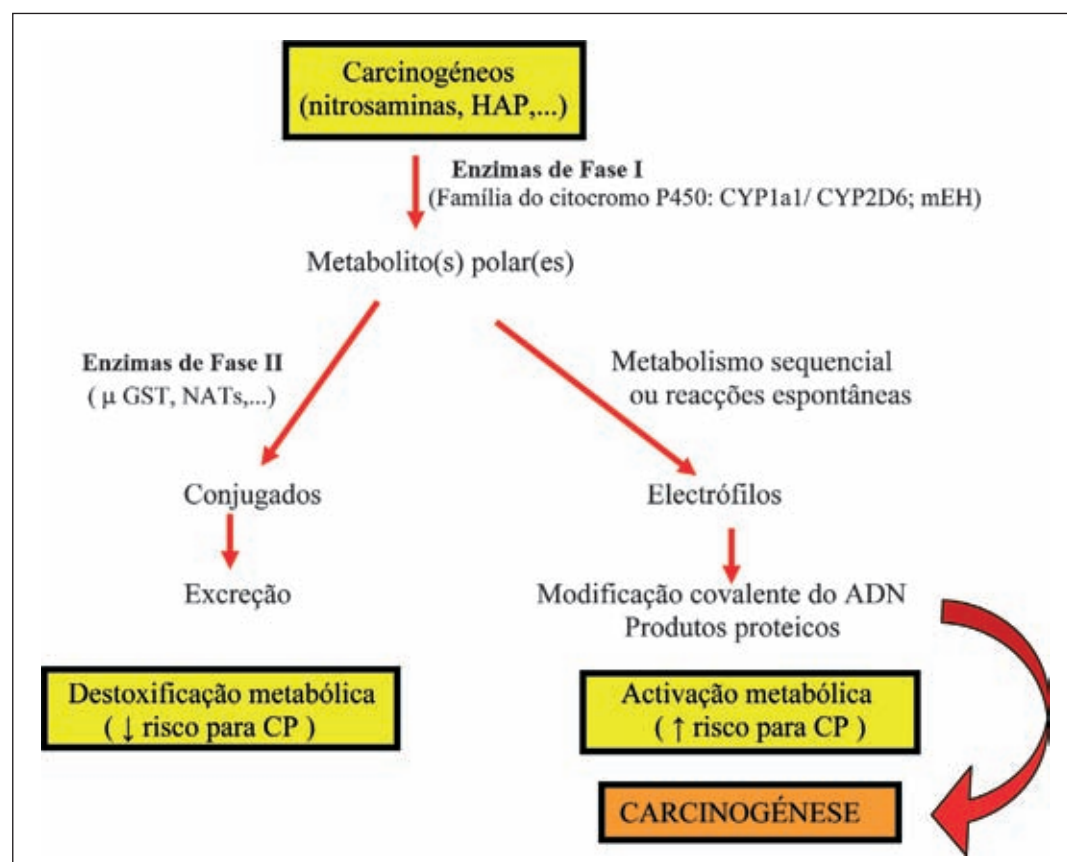 Carcinogéneos
(nitrosaminas, HAP,...)
Enzimas de Fase I
(Família do citocromo P450: CYP1a1/ CYP2D6; mEH)
Metabolito(s) polar(es)
Enzimas de Fase II
( µ GST, NATs,...)
Metabolismo sequencial
ou reacções espontâneas
Conjugados
Electrófilos
Excreção
Modificação covalente do ADN
Produtos proteicos
Destoxificação metabólica
( ↓ risco para CP )
Activação metabólica
( ↑ risco para CP )
CARCINOGÉNESE